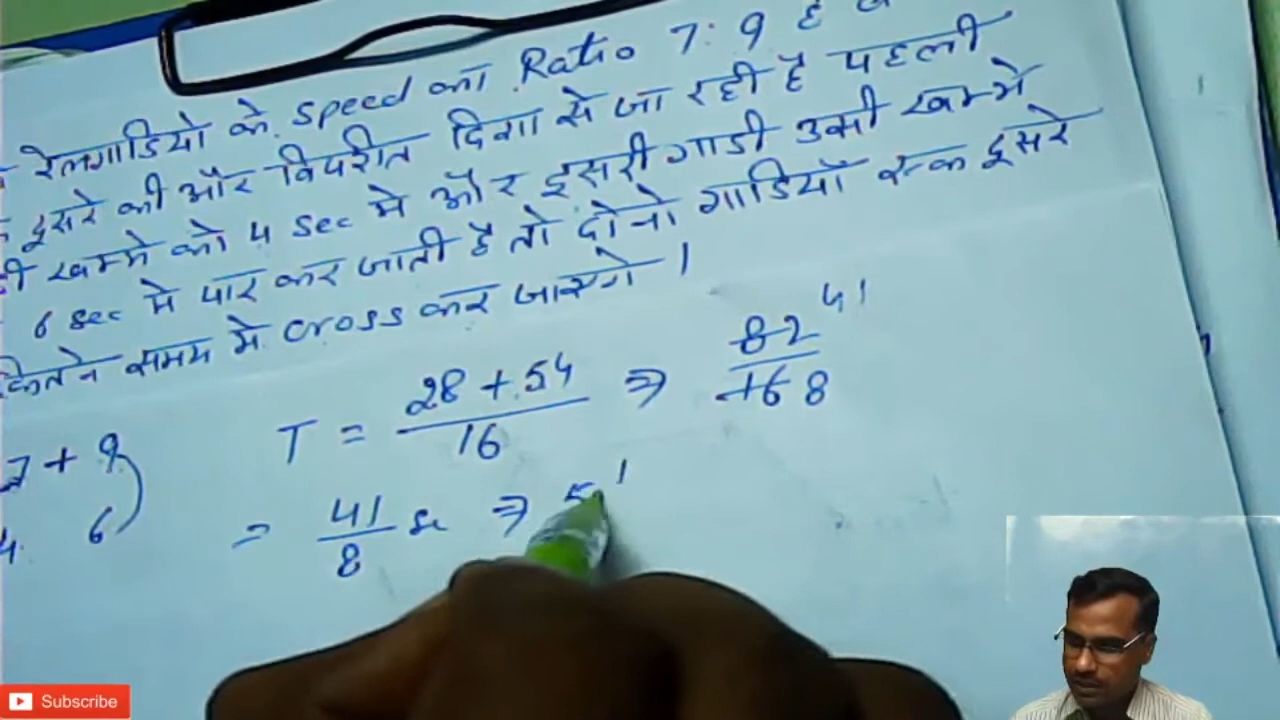 रेलगाडियो के speed का Ratio 7:9 है
दूसरे की और विपरीत दिशा से जा रही है पहली
खम्भे को 4 sec मे और दूसरी गाडी उसी खम्भे
6 sec मे पार कर जाती है तो दोनो गाडियाँ एक दूसरे
कितने समय मे cross कर जाएगे ।
7 + 9
4 6
T = 28 + 54 / 16 ⇒ 82 / 16 41 8
= 41 / 8 se ⇒ 5 1
Subscribe